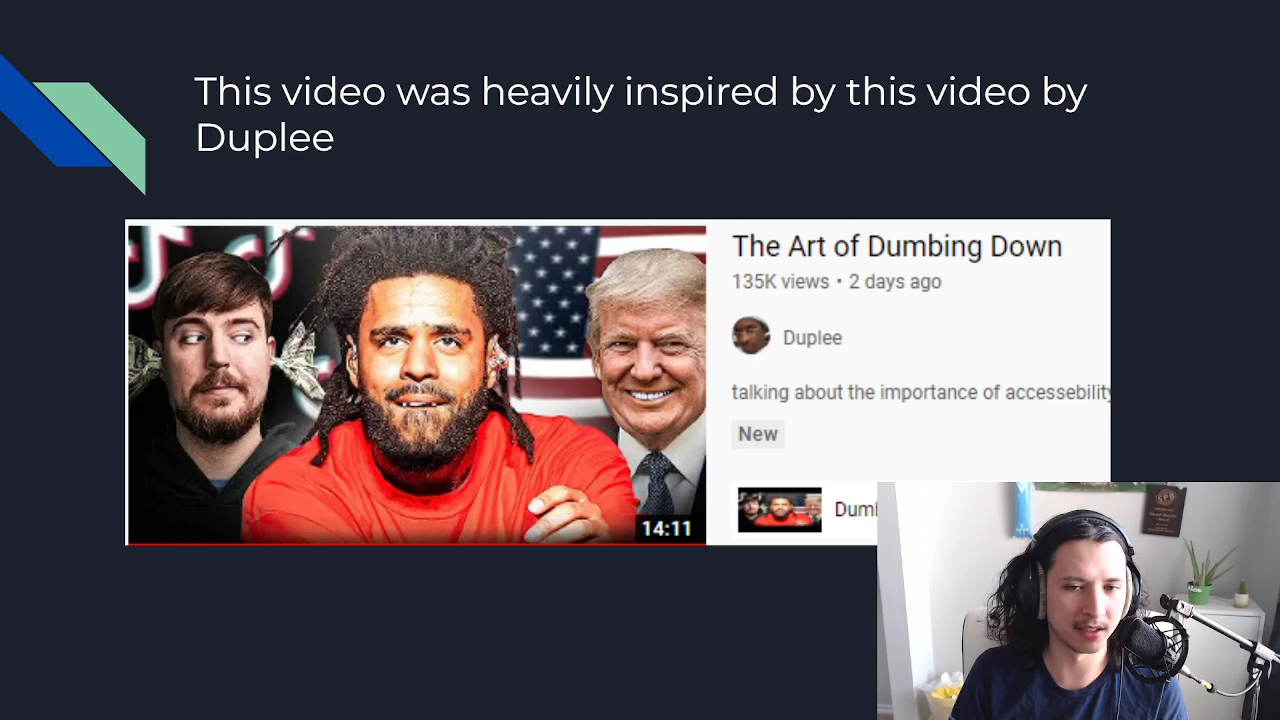 This video was heavily inspired by this video by
Duplee
The Art of Dumbing Down
135K views • 2 days ago
Duplee
talking about the importance of accessebility
New
14:11